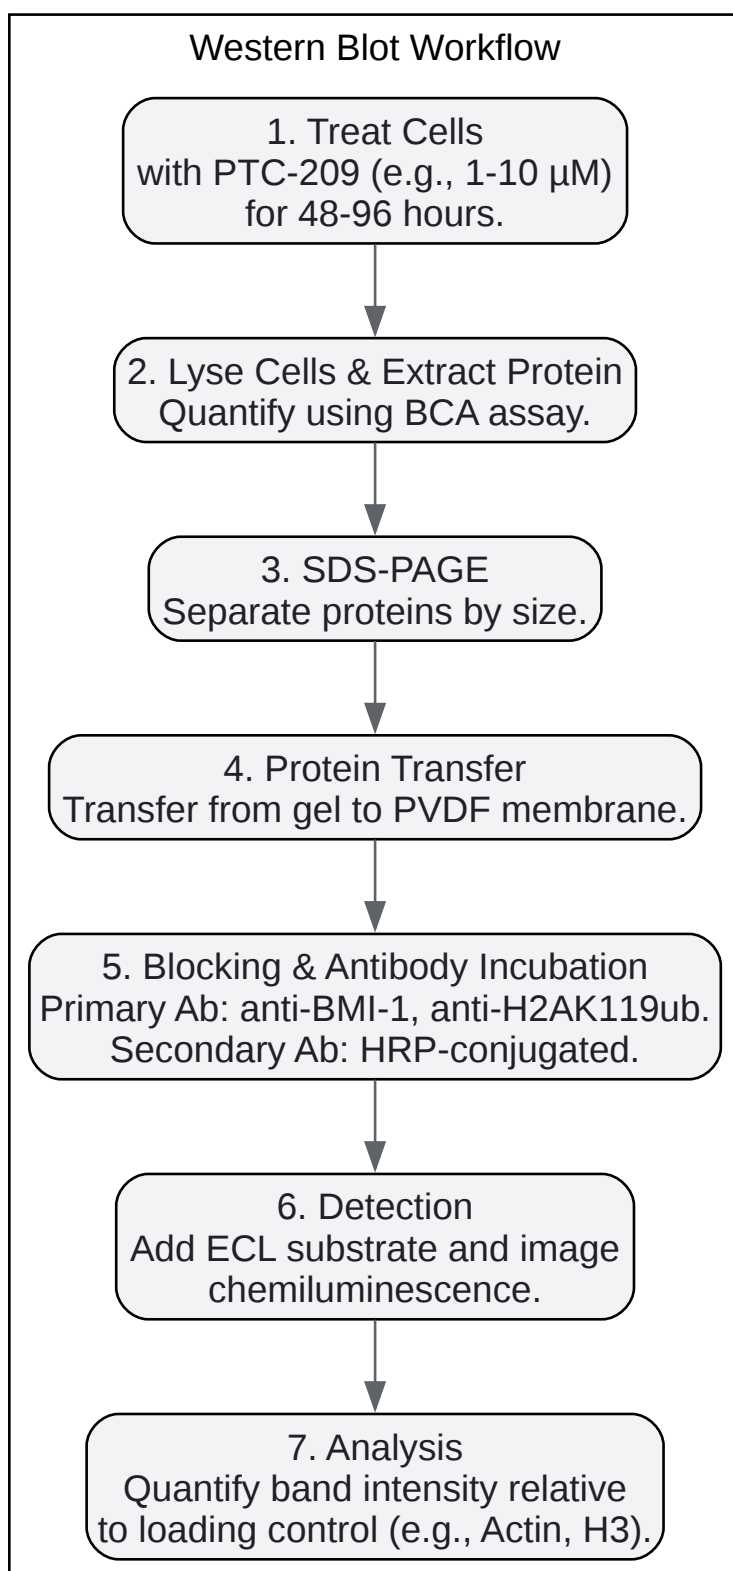 Western Blot Workflow
1. Treat Cells
with PTC-209 (e.g., 1-10 µM)
for 48-96 hours.
2. Lyse Cells & Extract Protein
Quantify using BCA assay.
3. SDS-PAGE
Separate proteins by size.
4. Protein Transfer
Transfer from gel to PVDF membrane.
5. Blocking & Antibody Incubation
Primary Ab: anti-BMI-1, anti-H2AK119ub.
Secondary Ab: HRP-conjugated.
6. Detection
Add ECL substrate and image
chemiluminescence.
7. Analysis
Quantify band intensity relative
to loading control (e.g., Actin, H3).